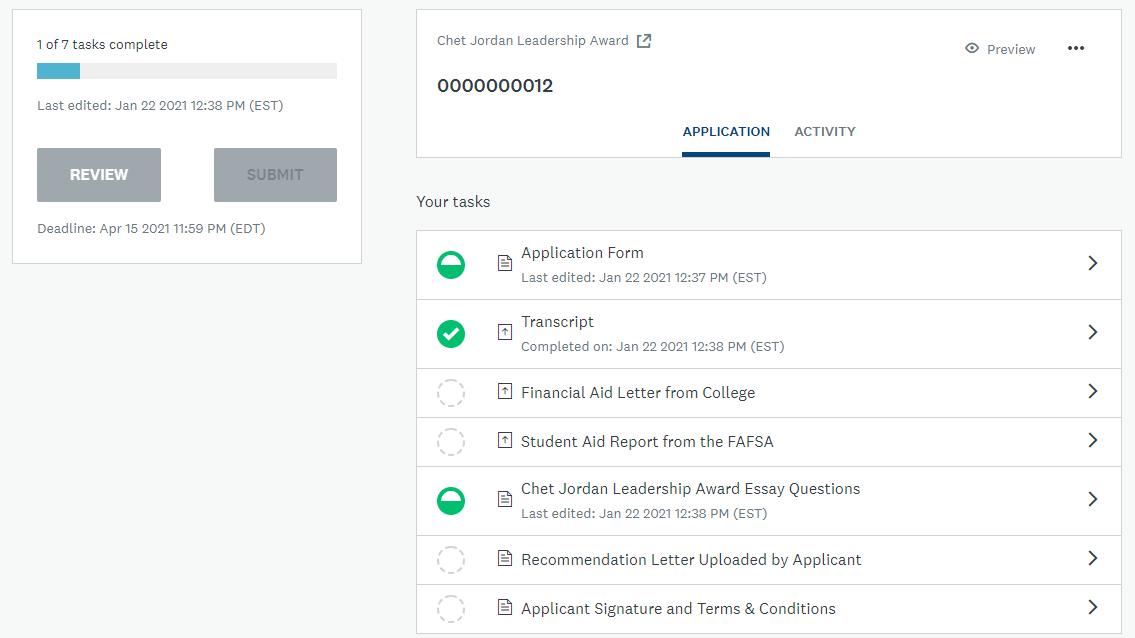 1 of 7 tasks complete
Last edited: Jan 22 2021 12:38 PM (EST)
REVIEW
SUBMIT
Deadline: Apr 15 2021 11:59 PM (EDT)
Chet Jordan Leadership Award
Preview
0000000012
APPLICATION
ACTIVITY
Your tasks
Application Form
Last edited: Jan 22 2021 12:37 PM (EST)
Transcript
Completed on: Jan 22 2021 12:38 PM (EST)
Financial Aid Letter from College
Student Aid Report from the FAFSA
Chet Jordan Leadership Award Essay Questions
Last edited: Jan 22 2021 12:38 PM (EST)
Recommendation Letter Uploaded by Applicant
Applicant Signature and Terms & Conditions